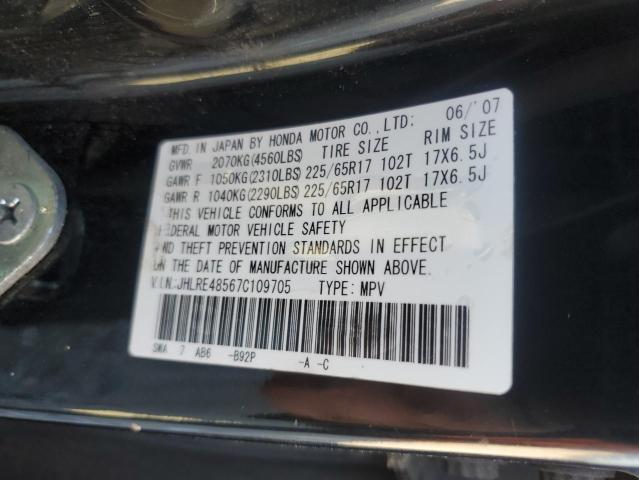 MFD. IN JAPAN BY HONDA MOTOR CO.,LTD: 06/'07
GVWR 2070KG(4560LBS) TIRE SIZE RIM SIZE
GAWR F 1050KG(2310LBS) 225/65R17 102T 17X6.5J
GAWR R 1040KG(2290LBS) 225/65R17 102T 17X6.5J
THIS VEHICLE CONFORMS TO ALL APPLICABLE
FEDERAL MOTOR VEHICLE SAFETY
AND THEFT PREVENTION STANDARDS IN EFFECT
ON THE DATE OF MANUFACTURE SHOWN ABOVE.
V.I.N.:JHLRE48567C109705 TYPE: MPV
SWA 7 AB6 -B92P -A -C